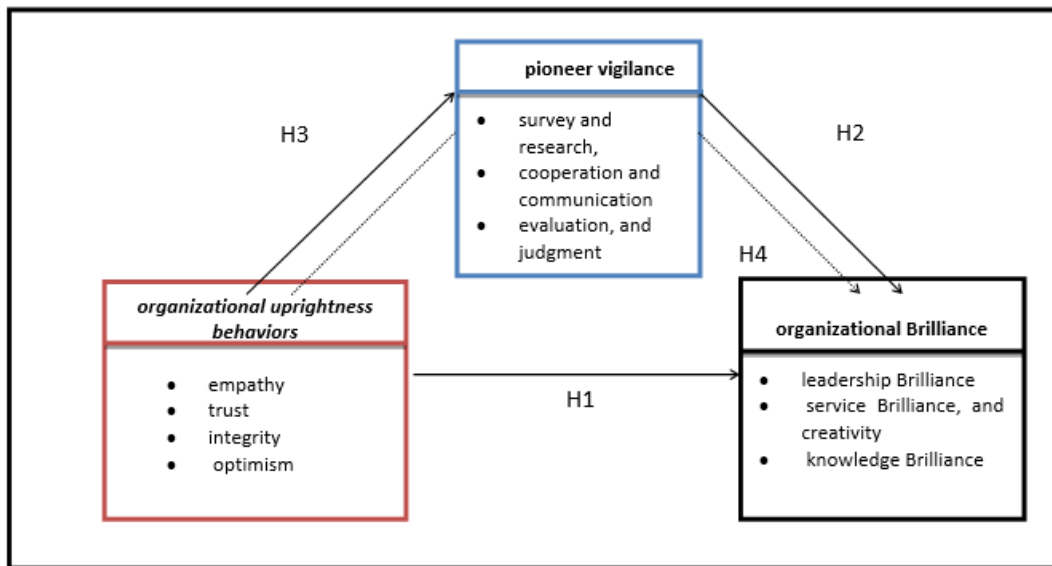 pioneer vigilance
• survey and
research,
• cooperation and
communication
• evaluation, and
judgment
H3
H2
H4
organizational uprightness
behaviors
• empathy
• trust
• integrity
• optimism
H1
organizational Brilliance
• leadership Brilliance
• service Brilliance, and
creativity
• knowledge Brilliance